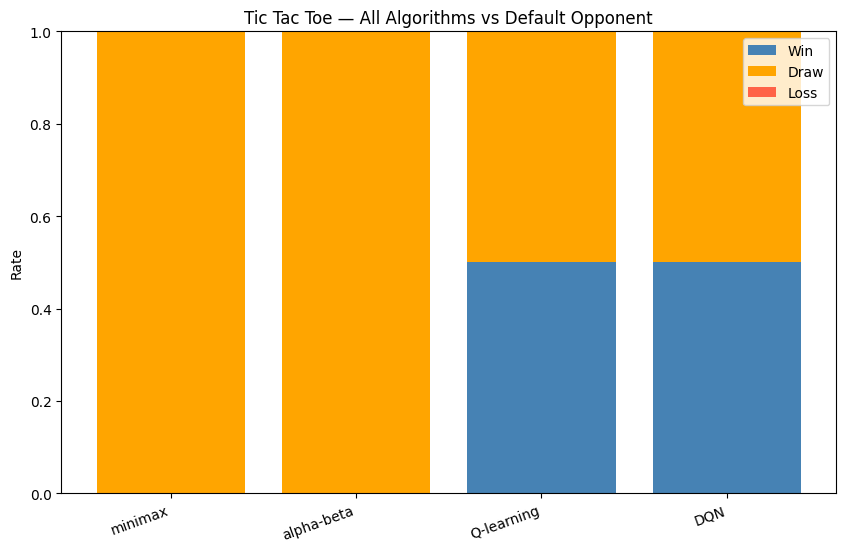 Tic Tac Toe — All Algorithms vs Default Opponent
Win
Draw
Loss
Rate
1.0
0.8
0.6
0.4
0.2
0.0
minimax
alpha-beta
Q-learning
DQN